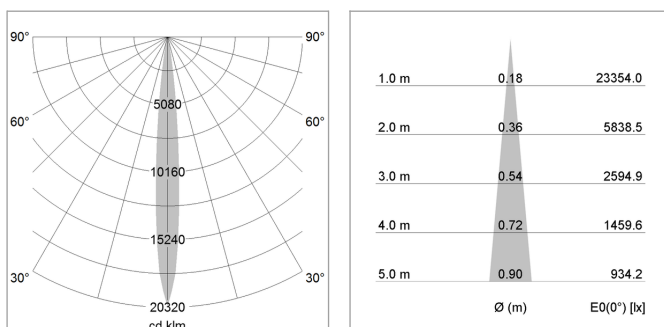 90° 90°
5080
60° 60°
10160
15240
30° 30°
20320
cd klm
1.0 m 0.18 23354.0
2.0 m 0.36 5838.5
3.0 m 0.54 2594.9
4.0 m 0.72 1459.6
5.0 m 0.90 934.2
Ø (m) E0(0°) [lx]